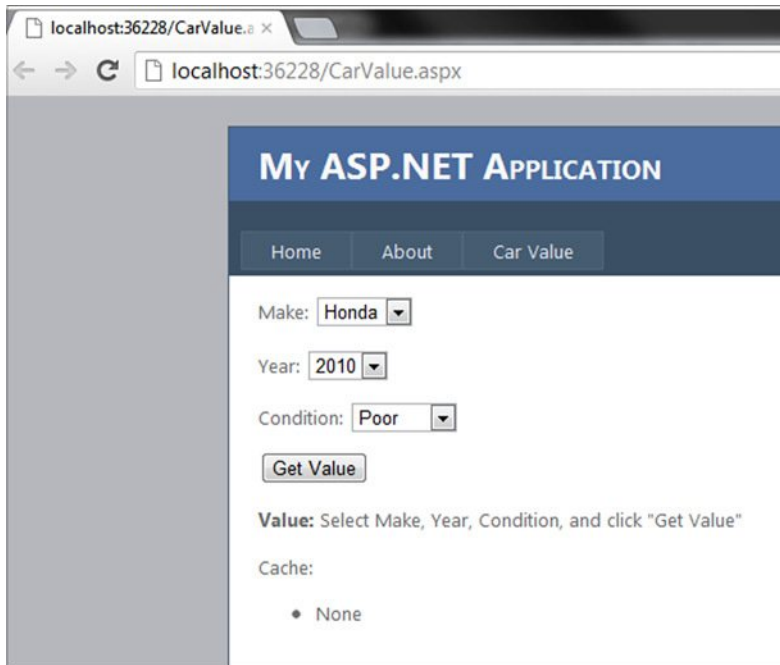 localhost:36228/CarValue.a
localhost:36228/CarValue.aspx
My ASP.NET Application
Home About Car Value
Make: Honda
Year: 2010
Condition: Poor
Get Value
Value: Select Make, Year, Condition, and click "Get Value"
Cache:
• None